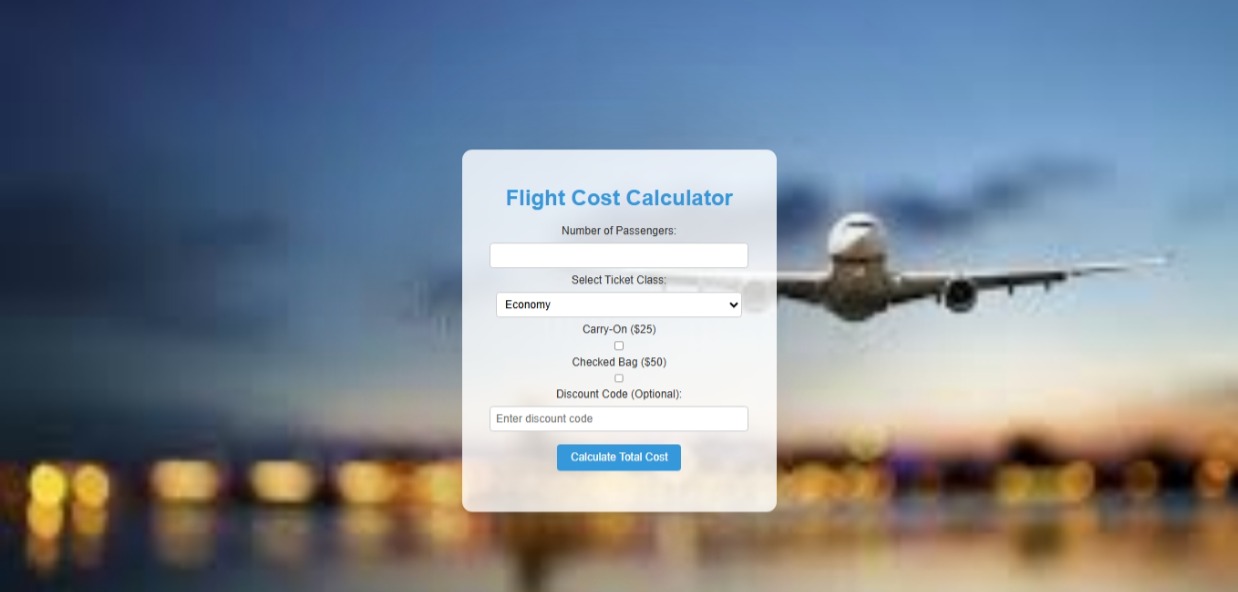 Flight Cost Calculator
Number of Passengers:
Select Ticket Class:
Economy
Carry-On ($25)
Checked Bag ($50)
Discount Code (Optional):
Enter discount code
Calculate Total Cost